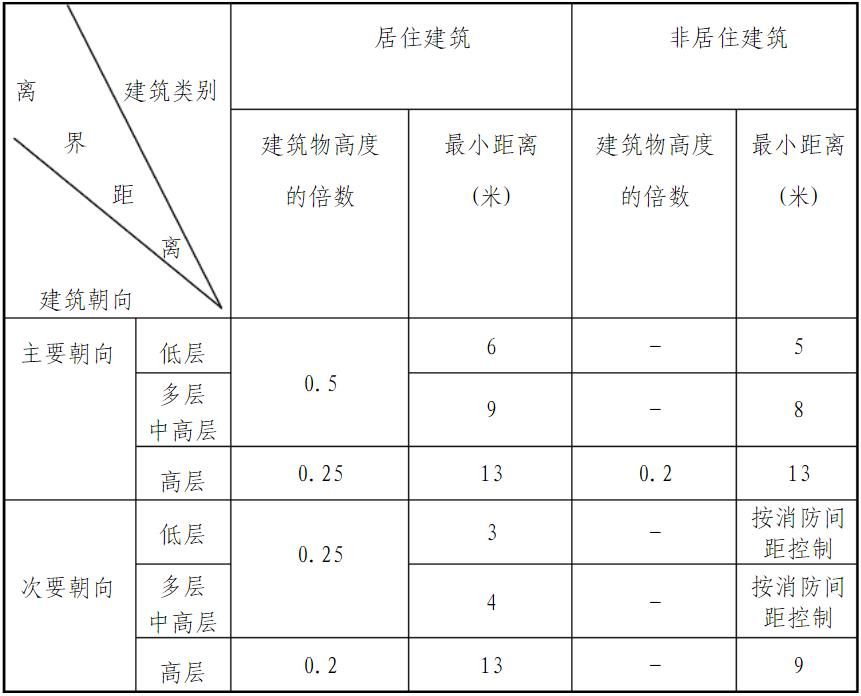 居住建筑
非居住建筑
离
建筑类别
界
距
离
建筑朝向
建筑物高度
的倍数
最小距离
(米)
建筑物高度
的倍数
最小距离
(米)
主要朝向
低层
0.5
6
-
5
多层
中高层
9
-
8
高层
0.25
13
0.2
13
次要朝向
低层
0.25
3
-
按消防间
距控制
多层
中高层
4
-
按消防间
距控制
高层
0.2
13
-
9